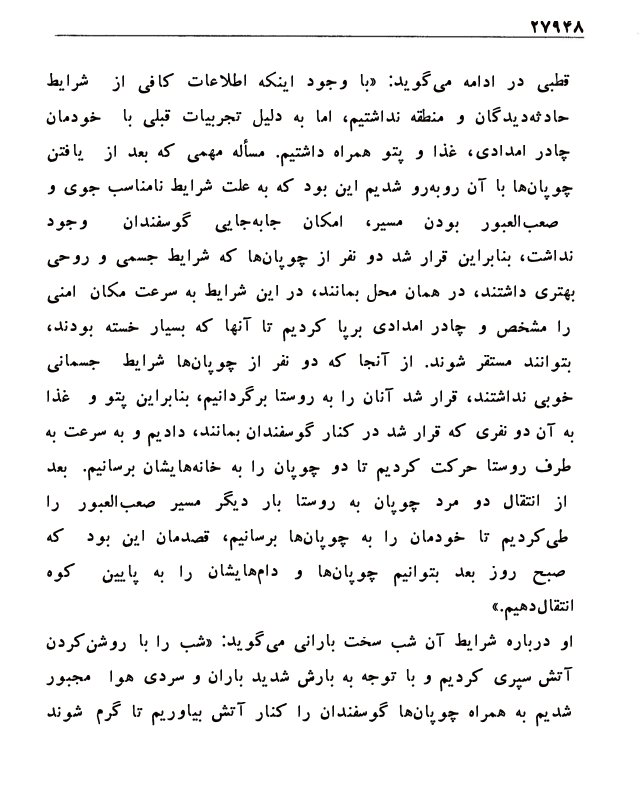 ۲۷۹۴۸
قطبی در ادامه می‌گوید: «با وجود اینکه اطلاعات کافی از شرایط
حادثه‌دیدگان و منطقه نداشتیم، اما به دلیل تجربیات قبلی با خودمان
چادر امدادی، غذا و پتو همراه داشتیم. مسأله مهمی که بعد از یافتن
چوپان‌ها با آن روبه‌رو شدیم این بود که به علت شرایط نامناسب جوی و
صعب‌العبور بودن مسیر، امکان جابه‌جایی گوسفندان وجود
نداشت، بنابراین قرار شد دو نفر از چوپان‌ها که شرایط جسمی و روحی
بهتری داشتند، در همان محل بمانند، در این شرایط به سرعت مکان امنی
را مشخص و چادر امدادی برپا کردیم تا آنها که بسیار خسته بودند،
بتوانند مستقر شوند. از آنجا که دو نفر از چوپان‌ها شرایط جسمانی
خوبی نداشتند، قرار شد آنان را به روستا برگردانیم، بنابراین پتو و غذا
به آن دو نفری که قرار شد در کنار گوسفندان بمانند، دادیم و به سرعت به
طرف روستا حرکت کردیم تا دو چوپان را به خانه‌هایشان برسانیم. بعد
از انتقال دو مرد چوپان به روستا بار دیگر مسیر صعب‌العبور را
طی‌کردیم تا خودمان را به چوپان‌ها برسانیم، قصدمان این بود که
صبح روز بعد بتوانیم چوپان‌ها و دام‌هایشان را به پایین کوه
انتقال‌دهیم.»
او درباره شرایط آن شب سخت بارانی می‌گوید: «شب را با روشن‌کردن
آتش سپری کردیم و با توجه به بارش شدید باران و سردی هوا مجبور
شدیم به همراه چوپان‌ها گوسفندان را کنار آتش بیاوریم تا گرم شوند